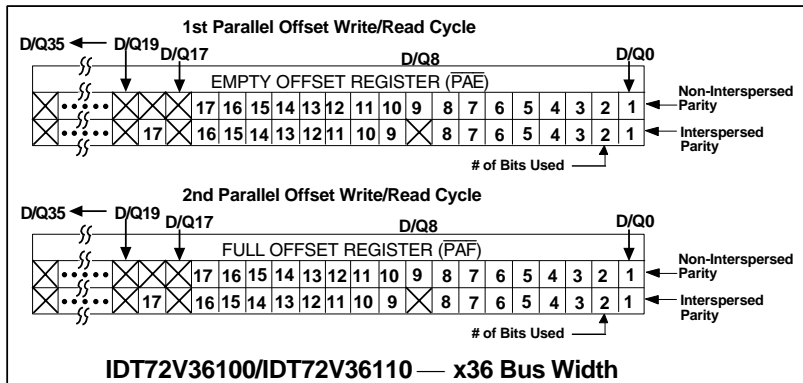 1st Parallel Offset Write/Read Cycle
D/Q35 D/Q19 D/Q17 D/Q8 D/Q0
EMPTY OFFSET REGISTER (PAE)
17 16 15 14 13 12 11 10 9 8 7 6 5 4 3 2 1 Non-Interspersed Parity
17 16 15 14 13 12 11 10 9 8 7 6 5 4 3 2 1 Interspersed Parity
# of Bits Used
2nd Parallel Offset Write/Read Cycle
D/Q35 D/Q19 D/Q17 D/Q8 D/Q0
FULL OFFSET REGISTER (PAF)
17 16 15 14 13 12 11 10 9 8 7 6 5 4 3 2 1 Non-Interspersed Parity
17 16 15 14 13 12 11 10 9 8 7 6 5 4 3 2 1 Interspersed Parity
# of Bits Used
IDT72V36100/IDT72V36110 — x36 Bus Width